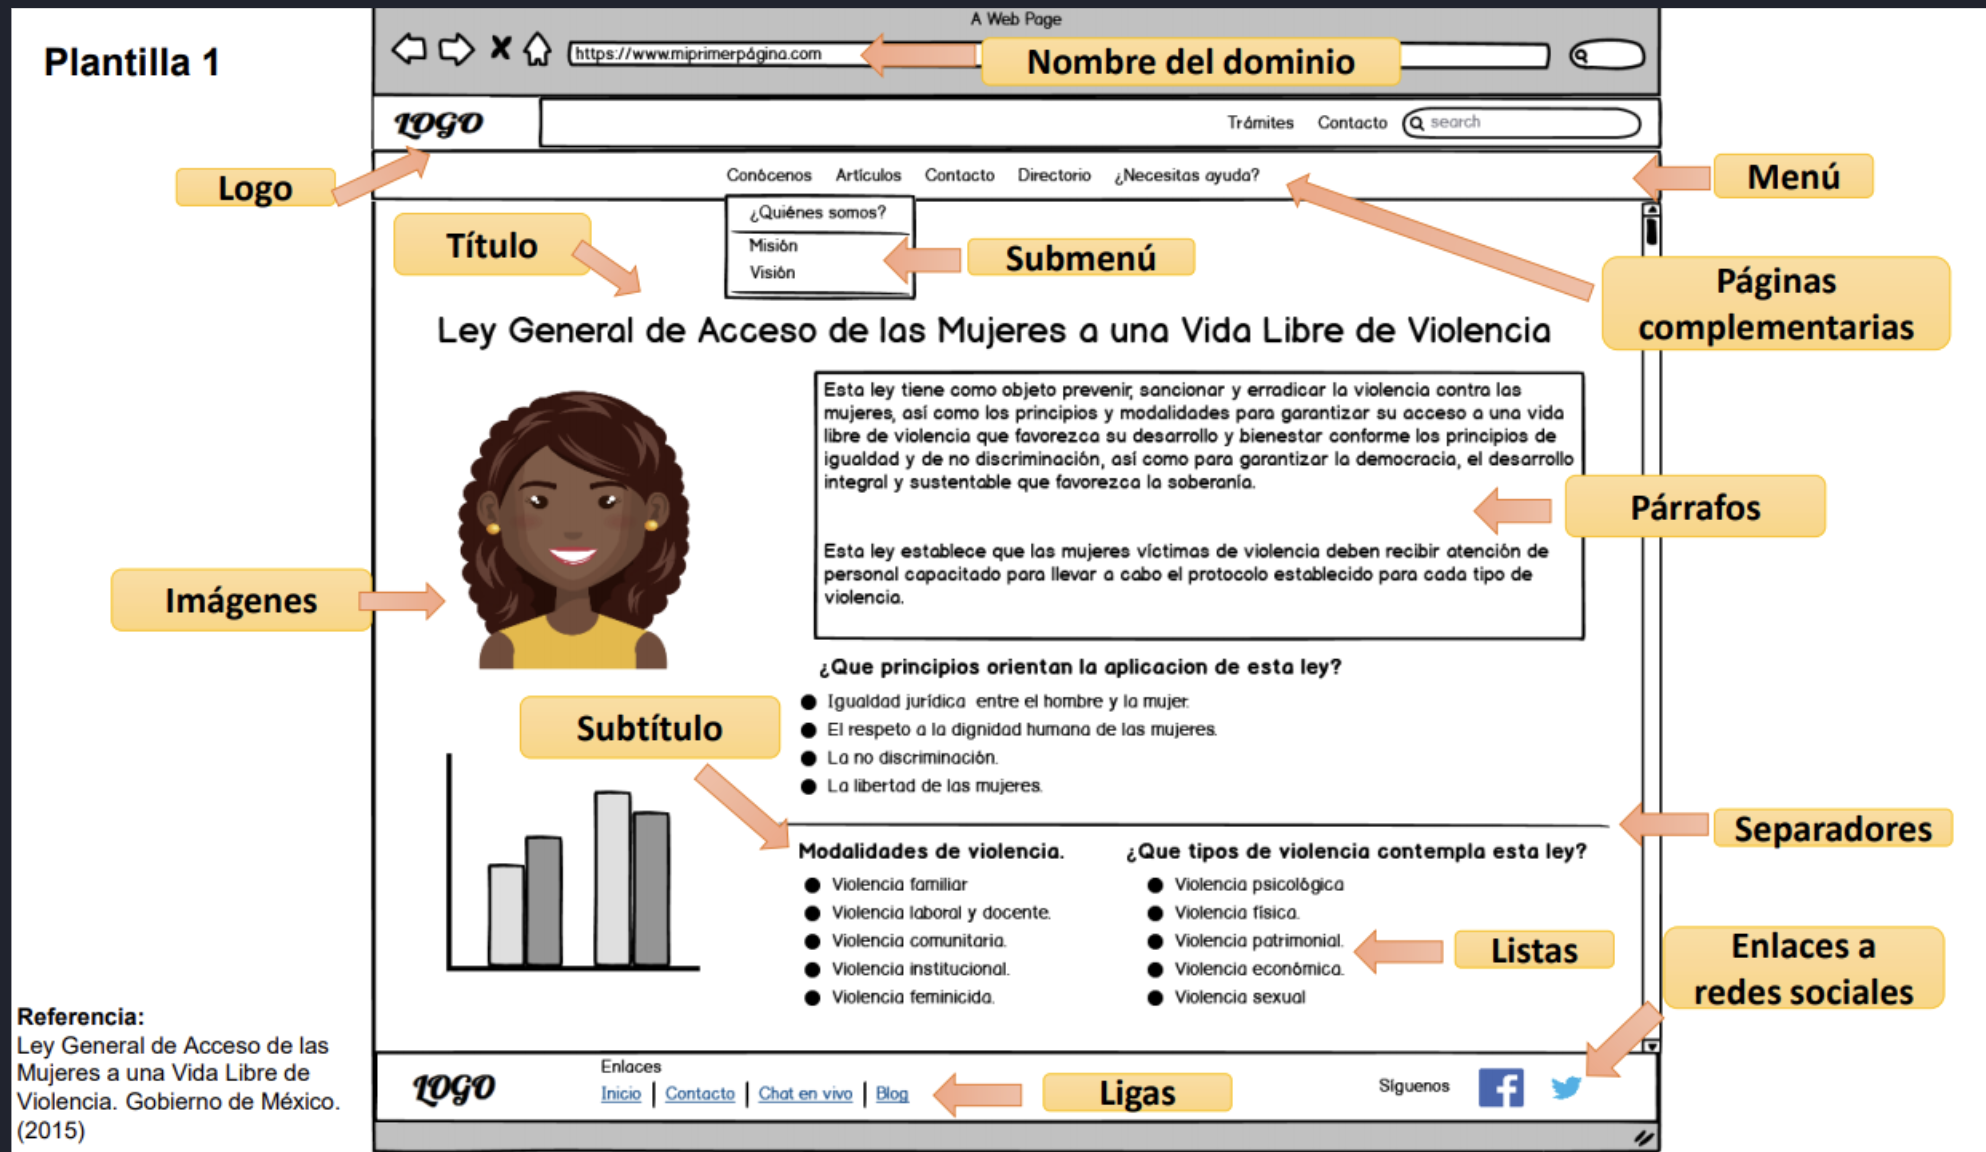 Plantilla 1
A Web Page
https://www.miprimerpágina.com
Nombre del dominio
LOGO
Trámites Contacto search
Logo
Conócenos Artículos Contacto Directorio ¿Necesitas ayuda?
Menú
¿Quiénes somos?
Misión
Visión
Título
Submenú
Páginas
complementarias
Ley General de Acceso de las Mujeres a una Vida Libre de Violencia
Esta ley tiene como objeto prevenir, sancionar y erradicar la violencia contra las
mujeres, así como los principios y modalidades para garantizar su acceso a una vida
libre de violencia que favorezca su desarrollo y bienestar conforme los principios de
igualdad y de no discriminación, así como para garantizar la democracia, el desarrollo
integral y sustentable que favorezca la soberanía.
Esta ley establece que las mujeres víctimas de violencia deben recibir atención de
personal capacitado para llevar a cabo el protocolo establecido para cada tipo de
violencia.
Párrafos
Imágenes
¿Que principios orientan la aplicacion de esta ley?
Igualdad jurídica entre el hombre y la mujer.
El respeto a la dignidad humana de las mujeres.
La no discriminación.
La libertad de las mujeres.
Subtítulo
Separadores
Modalidades de violencia.
Violencia familiar
Violencia laboral y docente.
Violencia comunitaria.
Violencia institucional.
Violencia feminicida.
¿Que tipos de violencia contempla esta ley?
Violencia psicológica
Violencia física.
Violencia patrimonial.
Violencia económica.
Violencia sexual
Listas
Enlaces a
redes sociales
Referencia:
Ley General de Acceso de las
Mujeres a una Vida Libre de
Violencia. Gobierno de México.
(2015)
LOGO
Enlaces
Inicio | Contacto | Chat en vivo | Blog
Ligas
Síguenos
f